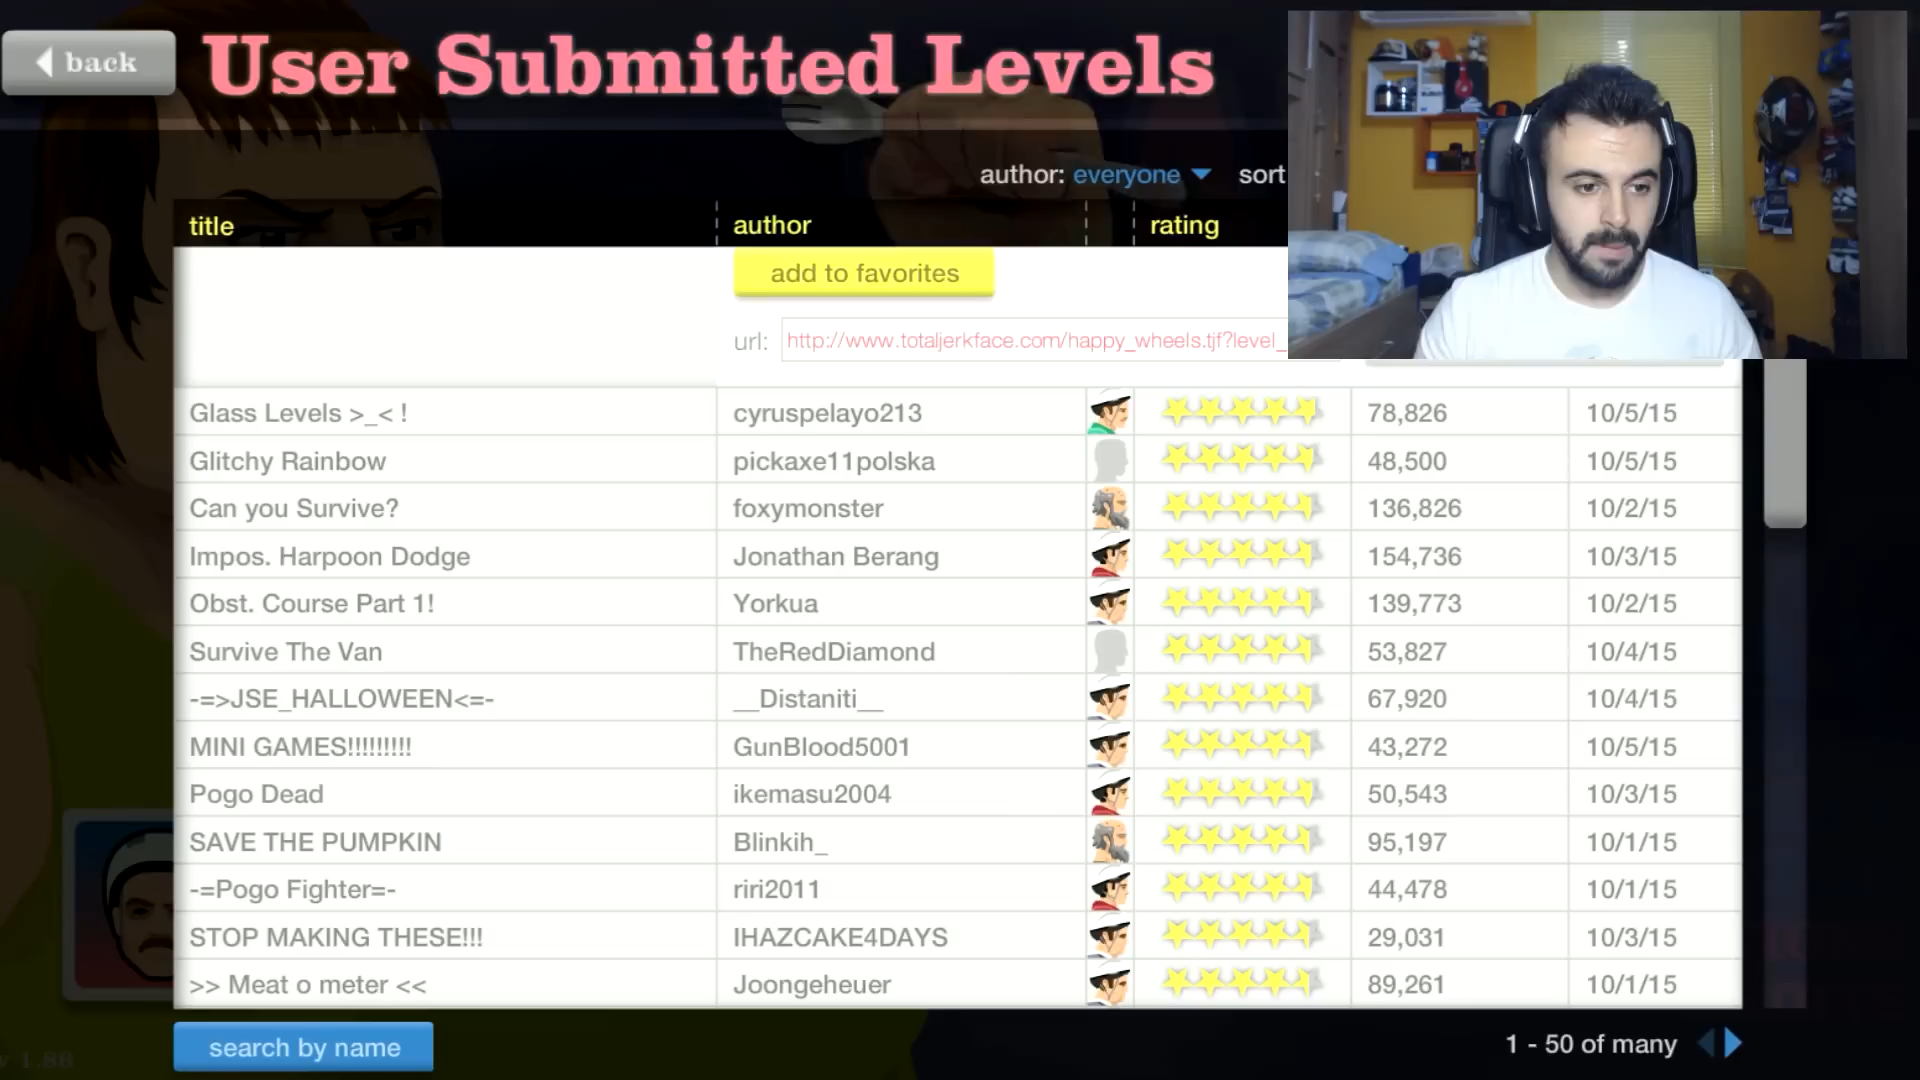 back
User Submitted Levels
author: everyone sort
title author rating
add to favorites
url: http://www.totaljerkface.com/happy_wheels.tjf?level_
Glass Levels >_< ! cyruspelayo213 78,826 10/5/15
Glitchy Rainbow pickaxe11polska 48,500 10/5/15
Can you Survive? foxymonster 136,826 10/2/15
Impos. Harpoon Dodge Jonathan Berang 154,736 10/3/15
Obst. Course Part 1! Yorkua 139,773 10/2/15
Survive The Van TheRedDiamond 53,827 10/4/15
-=>JSE_HALLOWEEN<=- __Distaniti__ 67,920 10/4/15
MINI GAMES!!!!!!!!! GunBlood5001 43,272 10/5/15
Pogo Dead ikemasu2004 50,543 10/3/15
SAVE THE PUMPKIN Blinkih_ 95,197 10/1/15
-=Pogo Fighter=- riri2011 44,478 10/1/15
STOP MAKING THESE!!! IHAZCAKE4DAYS 29,031 10/3/15
>> Meat o meter << Joongeheuer 89,261 10/1/15
search by name
1 - 50 of many